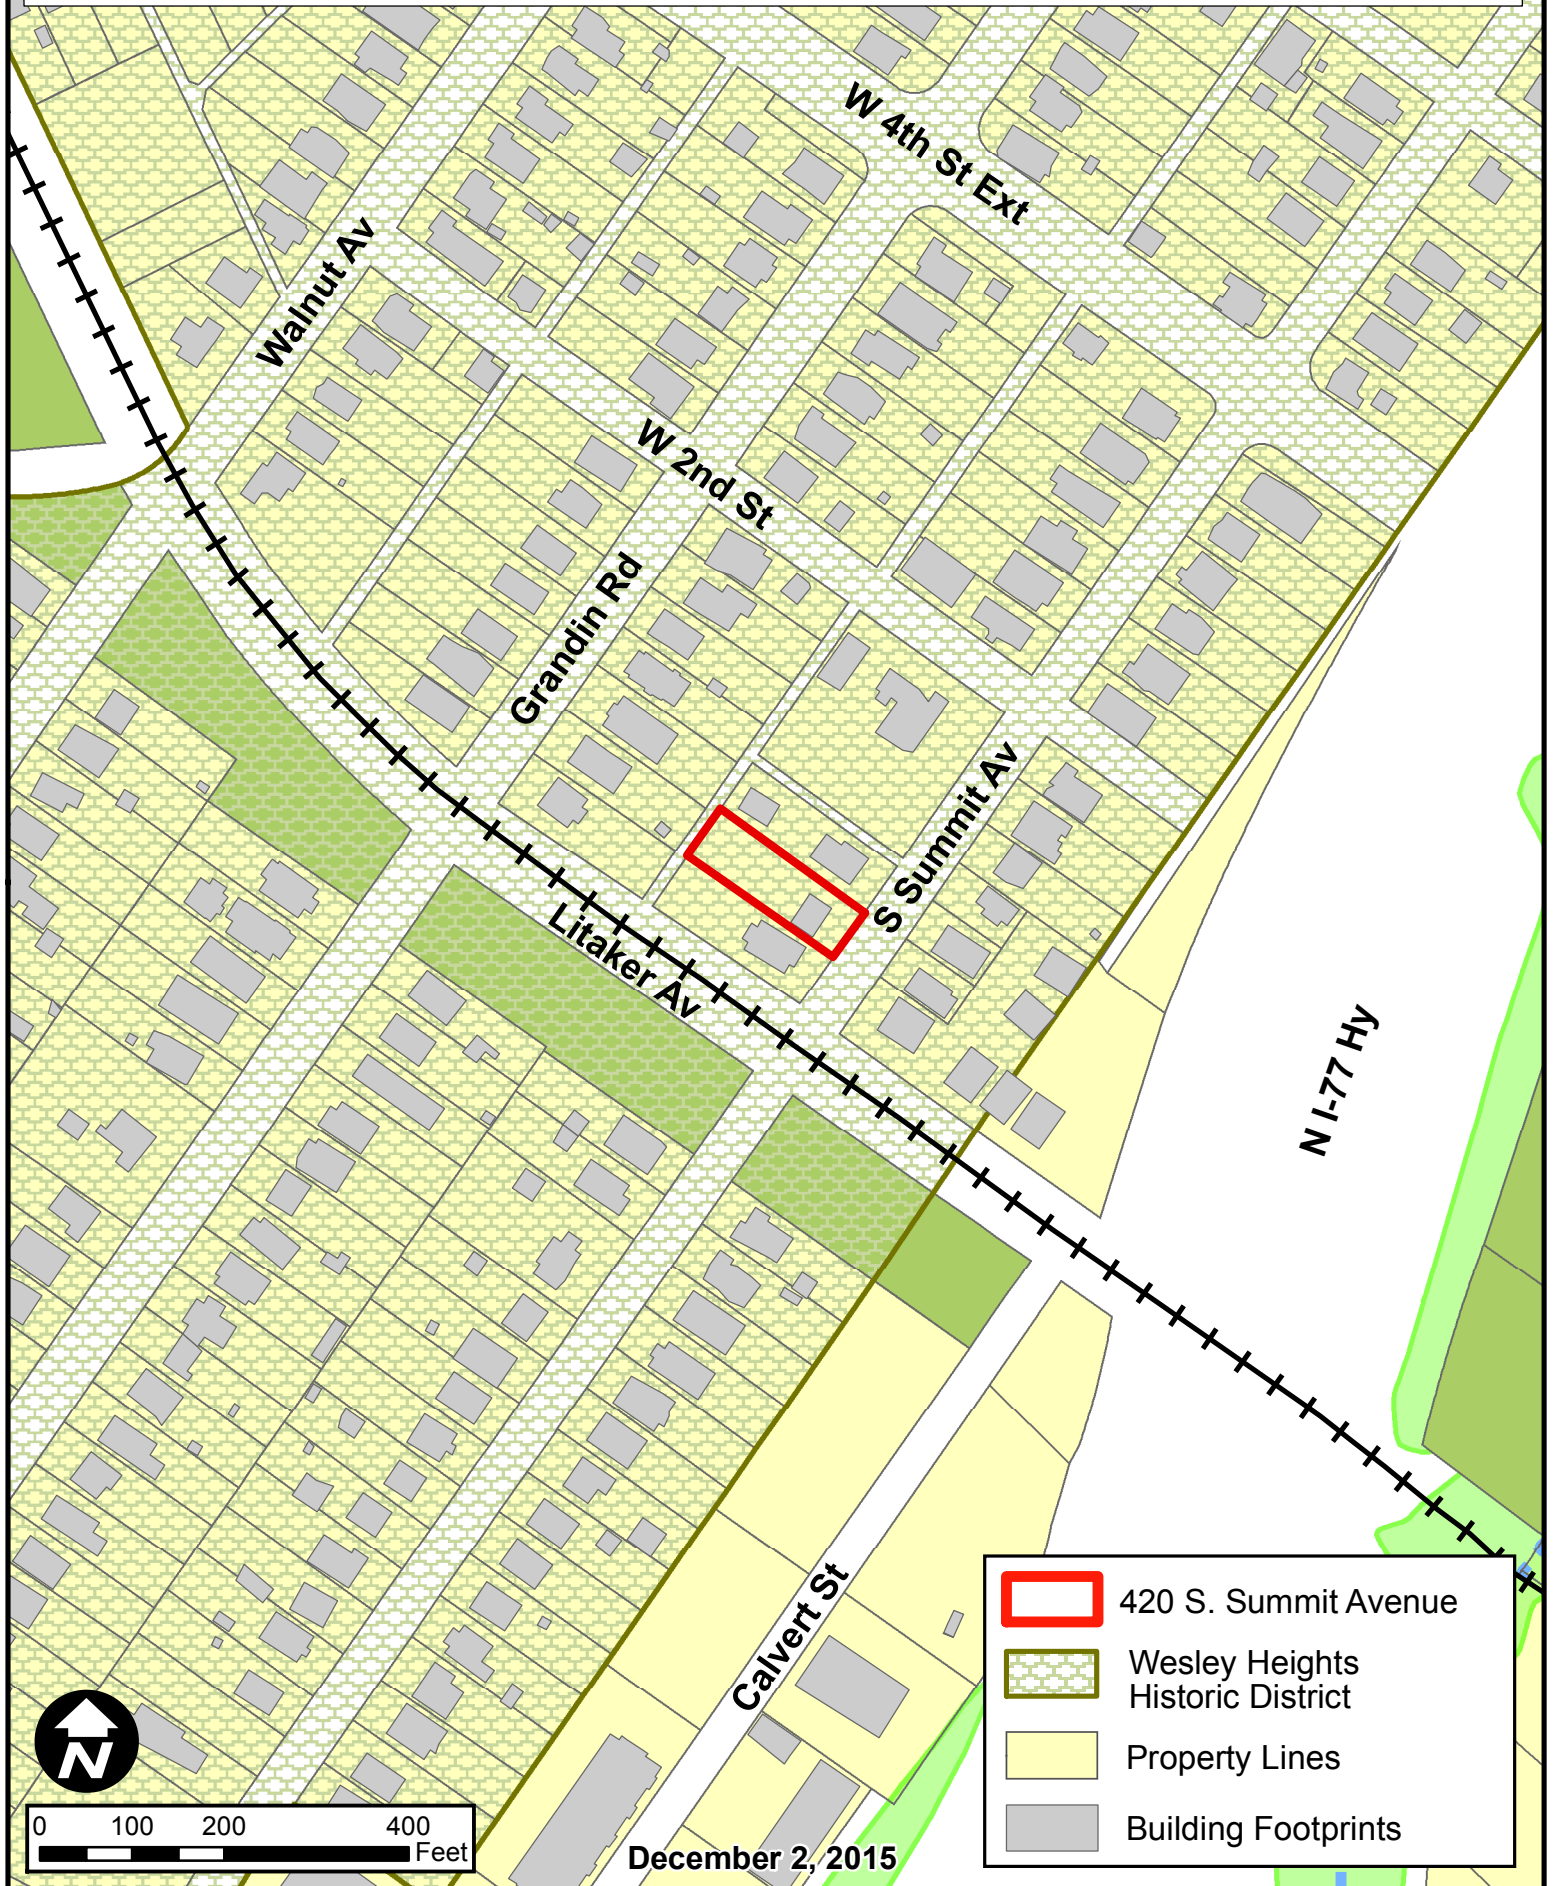 W 4th St Ext
Walnut Av
W 2nd St
Grandin Rd
S Summit Av
Litaker Av
N I-77 Hy
Calvert St
420 S. Summit Avenue
Wesley Heights
Historic District
Property Lines
Building Footprints
N
0 100 200 400
Feet
December 2, 2015